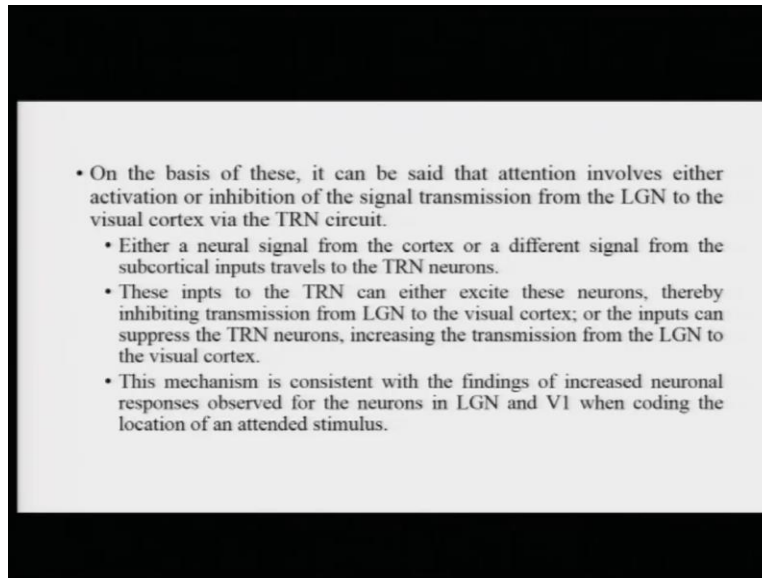 • On the basis of these, it can be said that attention involves either
activation or inhibition of the signal transmission from the LGN to the
visual cortex via the TRN circuit.
• Either a neural signal from the cortex or a different signal from the
subcortical inputs travels to the TRN neurons.
• These inpts to the TRN can either excite these neurons, thereby
inhibiting transmission from LGN to the visual cortex; or the inputs can
suppress the TRN neurons, increasing the transmission from the LGN to
the visual cortex.
• This mechanism is consistent with the findings of increased neuronal
responses observed for the neurons in LGN and V1 when coding the
location of an attended stimulus.